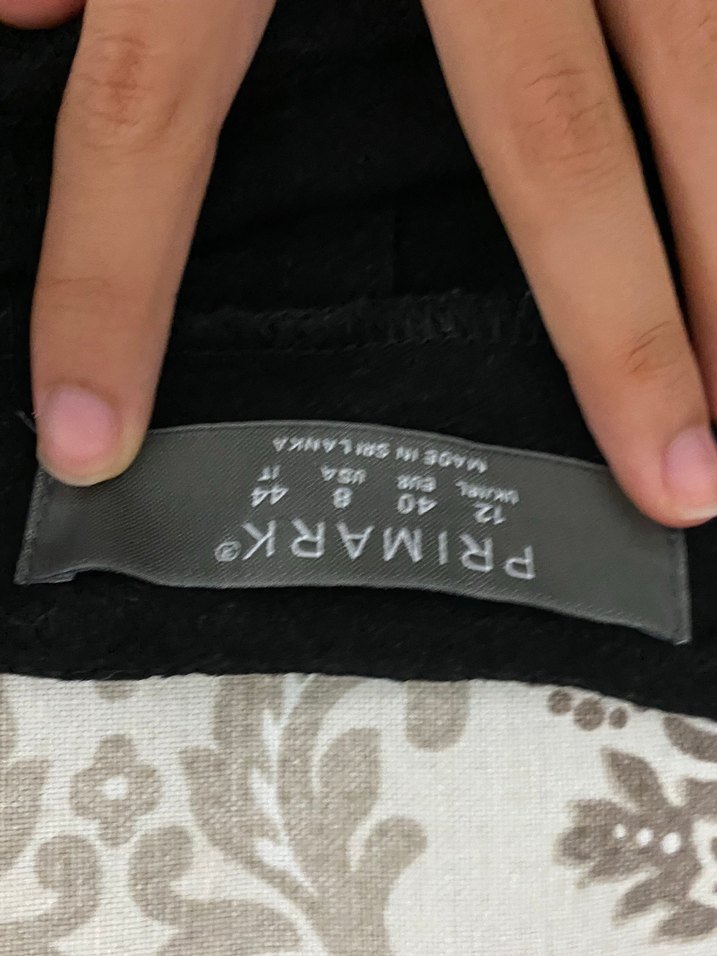 PRIMARK®
12 40 8 44
UK/IRL EUR USA IT
MADE IN SRI LANKA